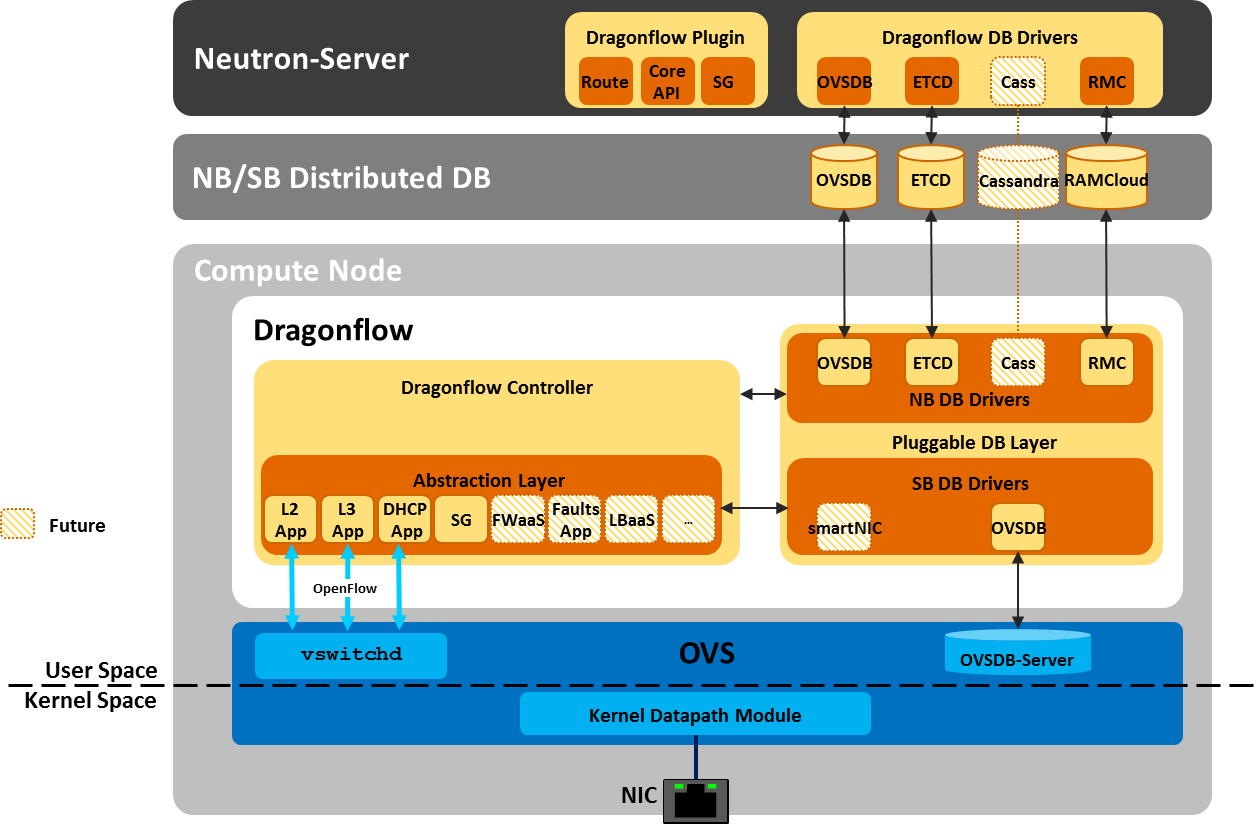 Neutron-Server
Dragonflow Plugin
Route
Core
API
SG
Dragonflow DB Drivers
OVSDB
ETCD
Cass
RMC
NB/SB Distributed DB
OVSDB
ETCD
Cassandra
RAMCloud
Compute Node
Dragonflow
Dragonflow Controller
Abstraction Layer
L2
App
L3
App
DHCP
App
SG
FWaaS
Faults
App
LBaaS
...
OVSDB
ETCD
Cass
RMC
NB DB Drivers
Pluggable DB Layer
SB DB Drivers
smartNIC
OVSDB
Future
OpenFlow
vswitchd
OVS
OVSDB-Server
User Space
Kernel Space
Kernel Datapath Module
NIC